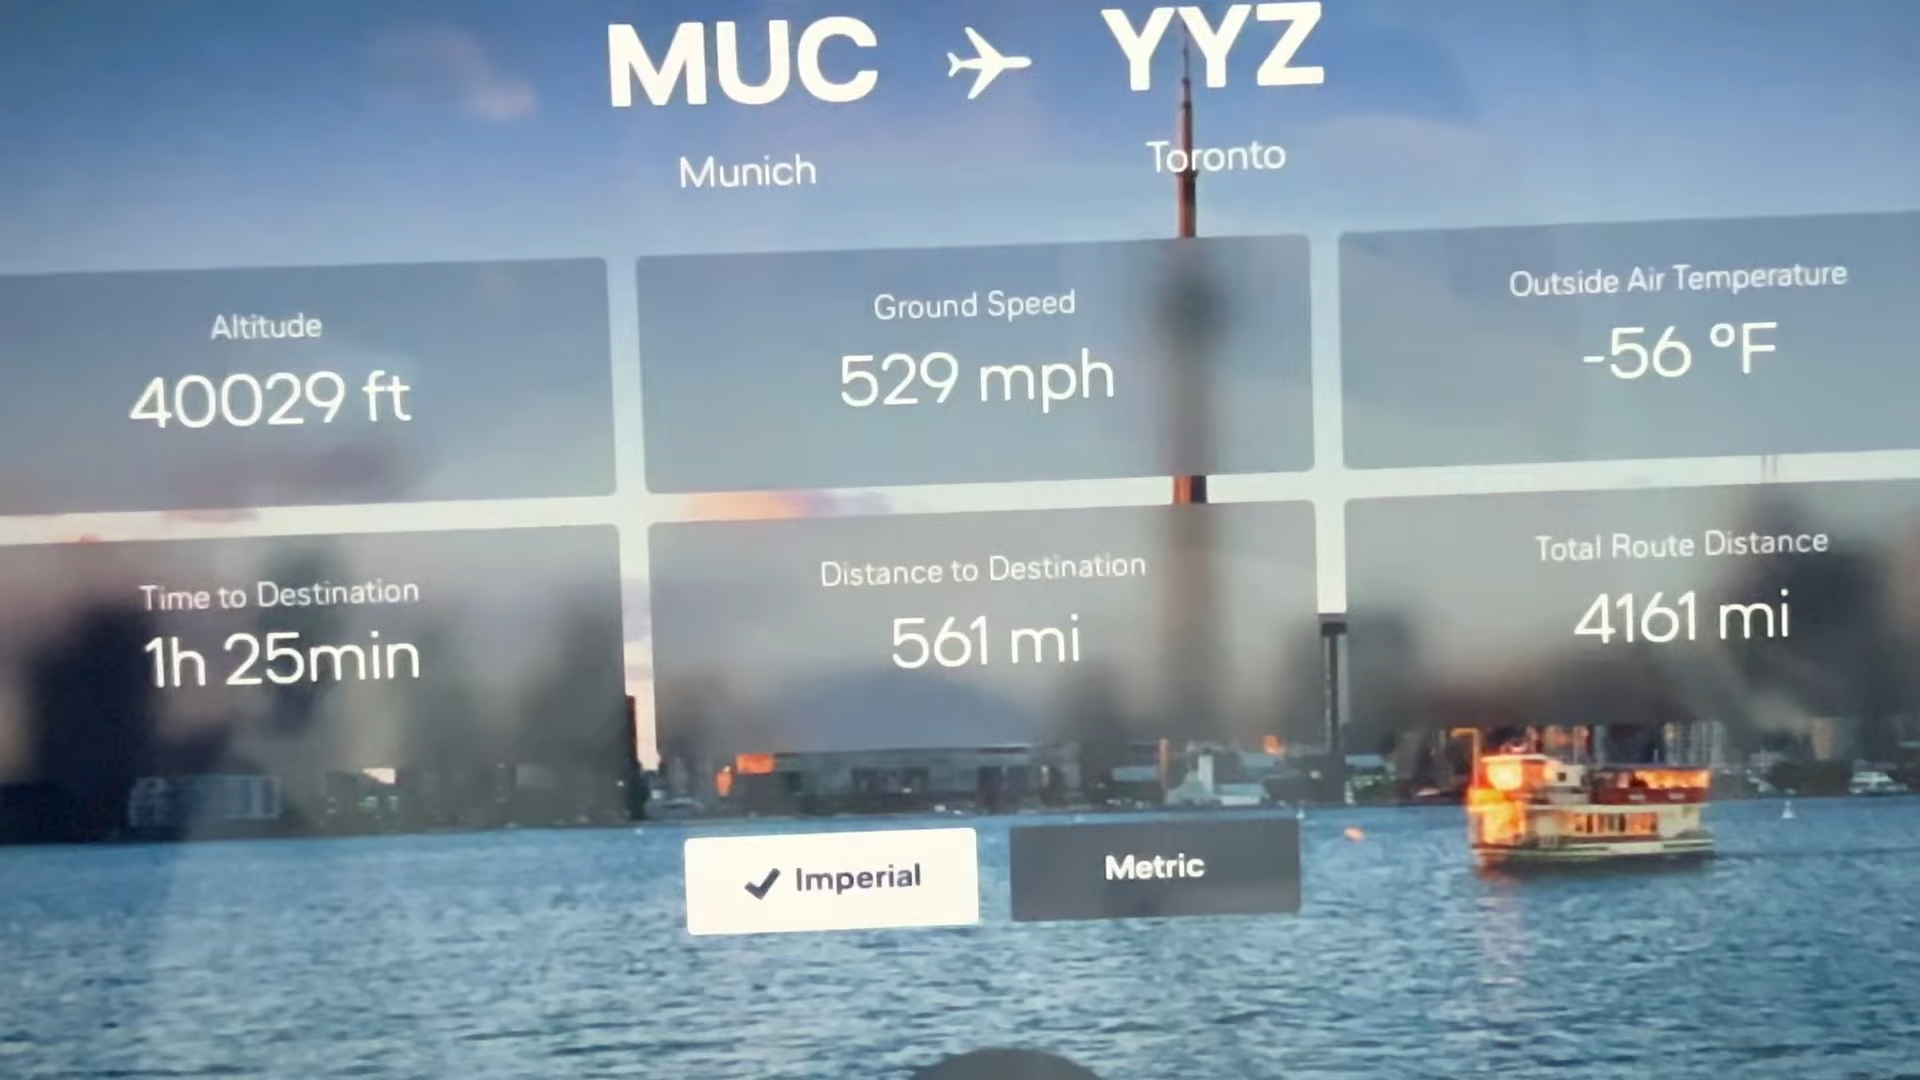 MUC YYZ
Munich Toronto
Altitude
40029 ft
Ground Speed
529 mph
Outside Air Temperature
-56 °F
Time to Destination
1h 25min
Distance to Destination
561 mi
Total Route Distance
4161 mi
Imperial
Metric